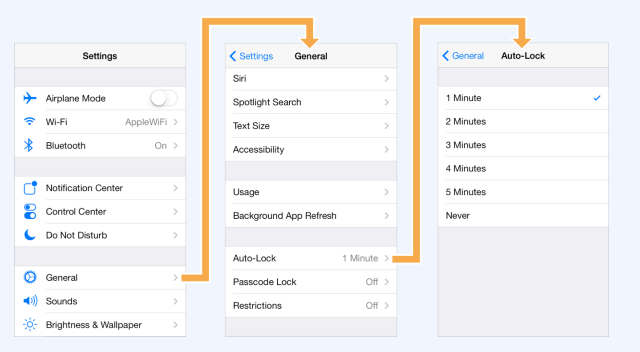 Settings
Airplane Mode
Wi-Fi AppleWiFi
Bluetooth On
Notification Center
Control Center
Do Not Disturb
General
Sounds
Brightness & Wallpaper
Settings General
Siri
Spotlight Search
Text Size
Accessibility
Usage
Background App Refresh
Auto-Lock 1 Minute
Passcode Lock Off
Restrictions Off
General Auto-Lock
1 Minute
2 Minutes
3 Minutes
4 Minutes
5 Minutes
Never